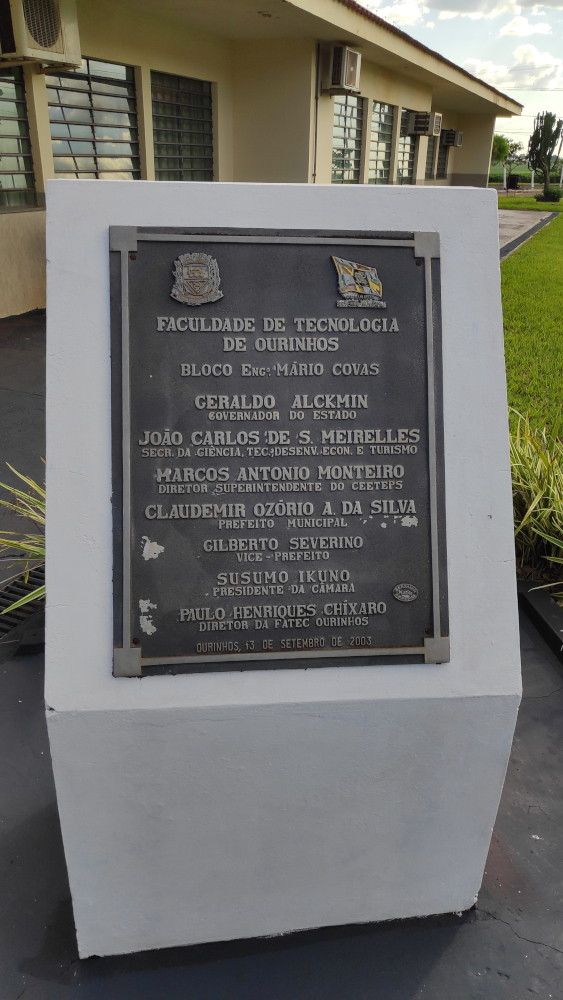 FACULDADE DE TECNOLOGIA
DE OURINHOS
BLOCO ENGº MÁRIO COVAS
GERALDO ALCKMIN
GOVERNADOR DO ESTADO
JOÃO CARLOS DE S. MEIRELLES
SECR. DA CIÊNCIA, TEC., DESENV. ECON. E TURISMO
MARCOS ANTONIO MONTEIRO
DIRETOR SUPERINTENDENTE DO CEETEPS
CLAUDEMIR OZÓRIO A. DA SILVA
PREFEITO MUNICIPAL
GILBERTO SEVERINO
VICE-PREFEITO
SUSUMO IKUNO
PRESIDENTE DA CÂMARA
PAULO HENRIQUES CHÍXARO
DIRETOR DA FATEC OURINHOS
OURINHOS, 13 DE SETEMBRO DE 2003